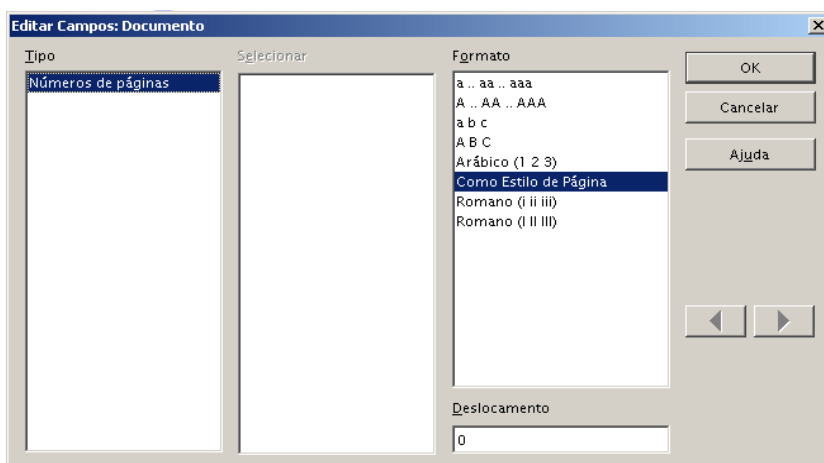 Editar Campos: Documento
Tipo
Números de páginas
Selecionar
Formato
a .. aa .. aaa
A .. AA .. AAA
a b c
A B C
Arábico (1 2 3)
Como Estilo de Página
Romano (i ii iii)
Romano (I II III)
Deslocamento
0
OK
Cancelar
Ajuda